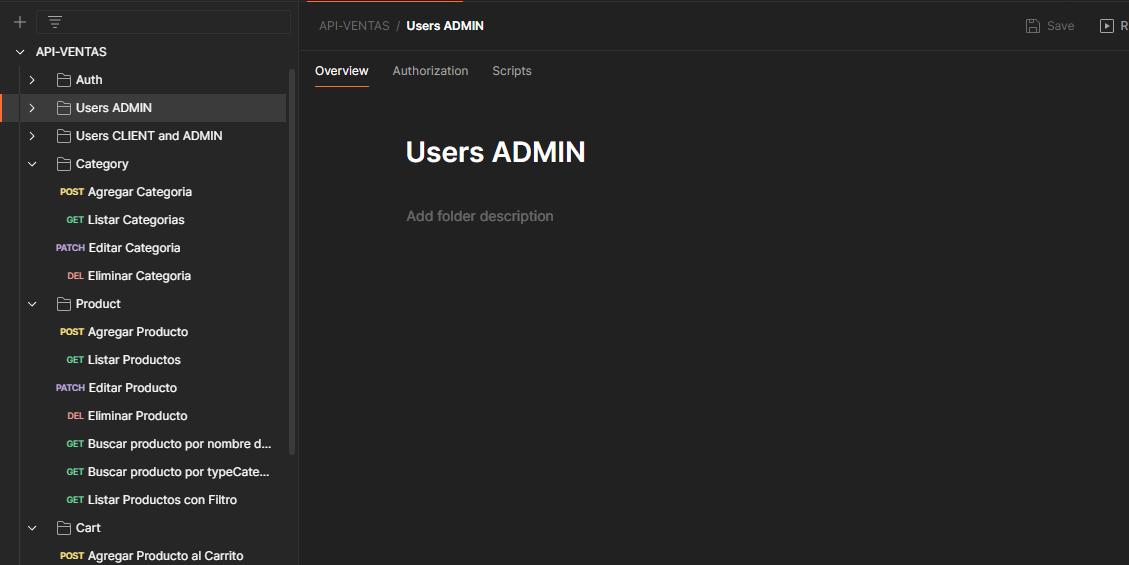 API-VENTAS
Auth
Users ADMIN
Users CLIENT and ADMIN
Category
POST Agregar Categoria
GET Listar Categorias
PATCH Editar Categoria
DEL Eliminar Categoria
Product
POST Agregar Producto
GET Listar Productos
PATCH Editar Producto
DEL Eliminar Producto
GET Buscar producto por nombre d...
GET Buscar producto por typeCate...
GET Listar Productos con Filtro
Cart
POST Agregar Producto al Carrito
API-VENTAS / Users ADMIN
Save
R
Overview Authorization Scripts
Users ADMIN
Add folder description